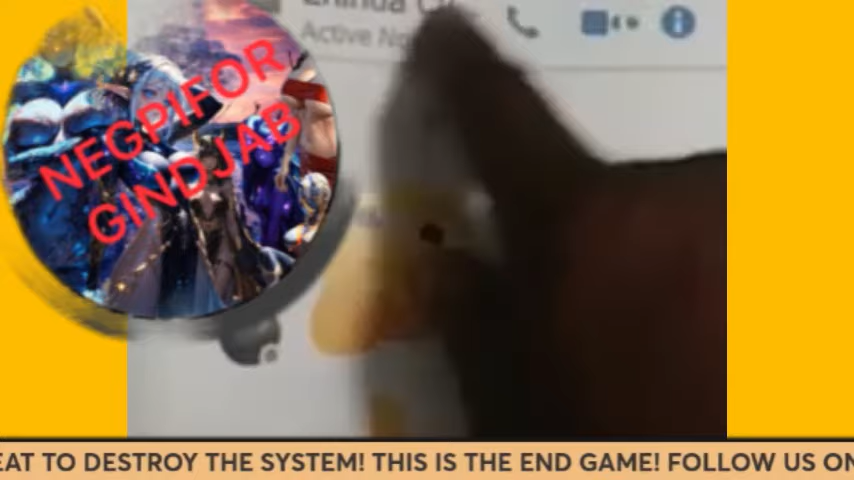 Active
NEGPIFOR
GINDJAB
EAT TO DESTROY THE SYSTEM! THIS IS THE END GAME! FOLLOW US ON